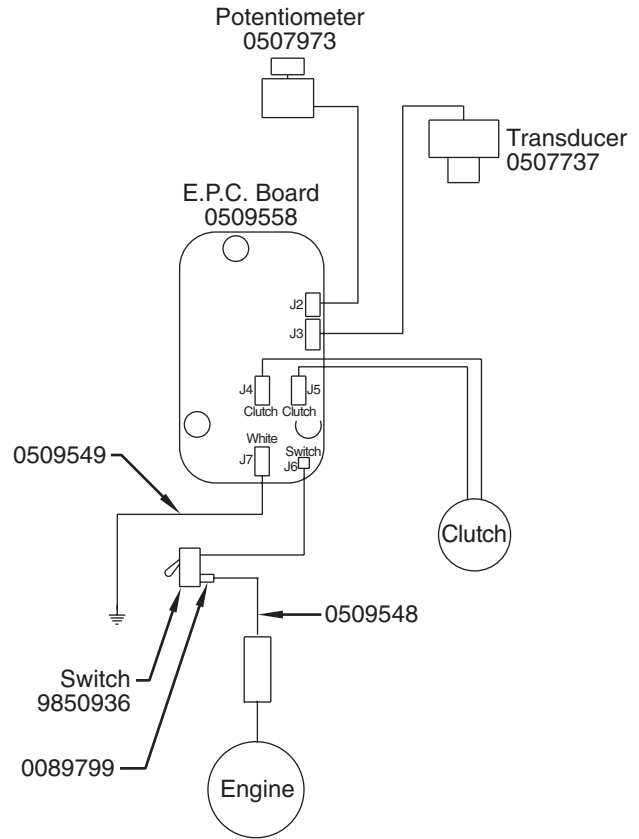 Potentiometer
0507973
Transducer
0507737
E.P.C. Board
0509558
J2
J3
J4
J5
Clutch Clutch
White
Switch
J7
J6
0509549
Clutch
0509548
Switch
9850936
0089799
Engine